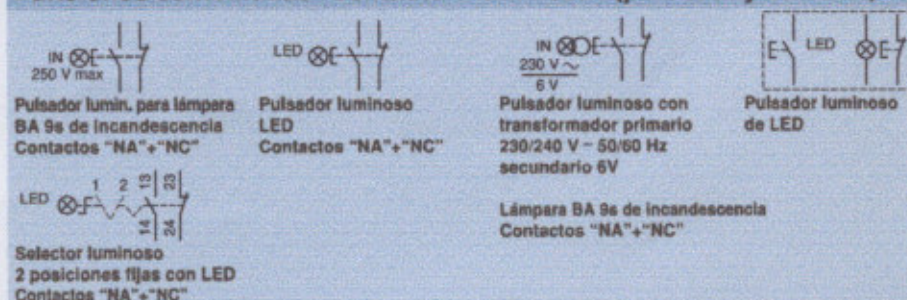 IN
250 V max
Pulsador lumin. para lámpara
BA 9s de incandescencia
Contactos "NA"+"NC"
LED
Pulsador luminoso
LED
Contactos "NA"+"NC"
IN
230 V ~
6 V
Pulsador luminoso con
transformador primario
230/240 V - 50/60 Hz
secundario 6V
Lámpara BA 9s de incandescencia
Contactos "NA"+"NC"
LED
Pulsador luminoso
de LED
LED
1 2 13 23
14 24
Selector luminoso
2 posiciones fijas con LED
Contactos "NA"+"NC"